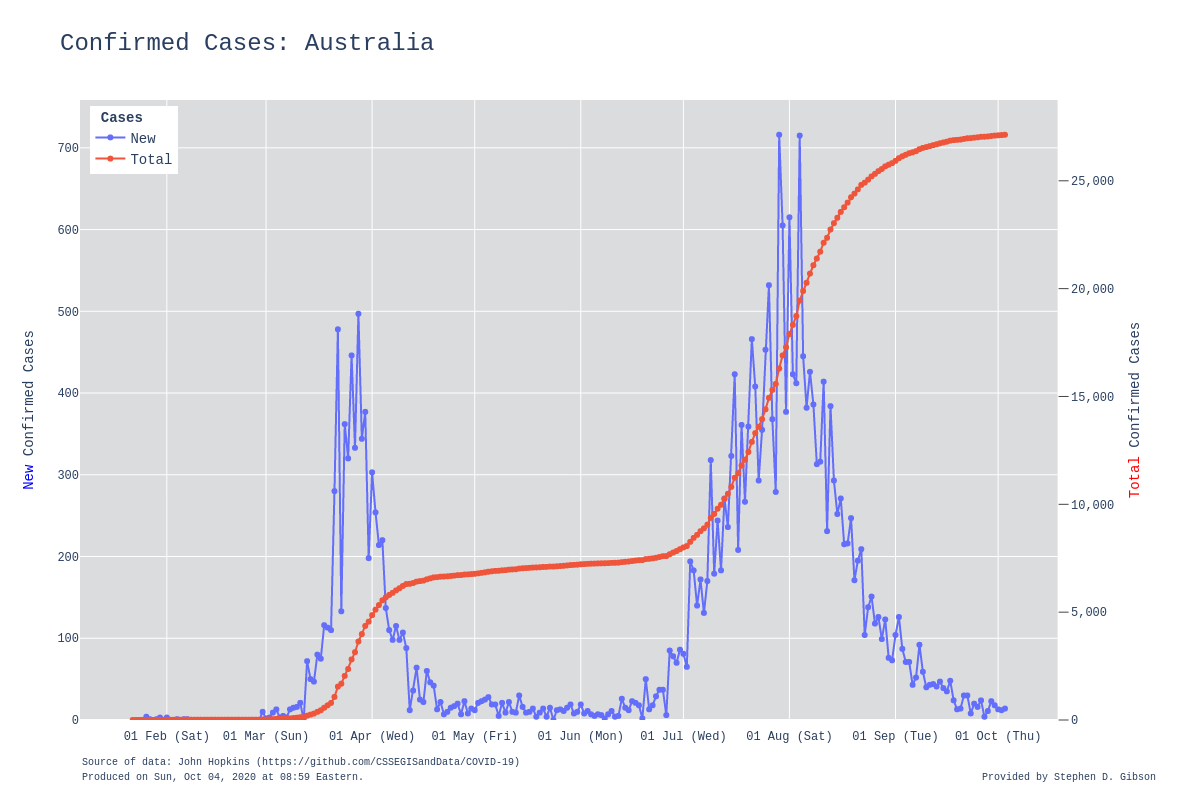 Confirmed Cases: Australia
Cases
New
Total
700
600
500
400
300
200
100
0
25,000
20,000
15,000
10,000
5,000
0
New Confirmed Cases
Total Confirmed Cases
01 Feb (Sat) 01 Mar (Sun) 01 Apr (Wed) 01 May (Fri) 01 Jun (Mon) 01 Jul (Wed) 01 Aug (Sat) 01 Sep (Tue) 01 Oct (Thu)
Source of data: John Hopkins (https://github.com/CSSEGISandData/COVID-19)
Produced on Sun, Oct 04, 2020 at 08:59 Eastern.
Provided by Stephen D. Gibson